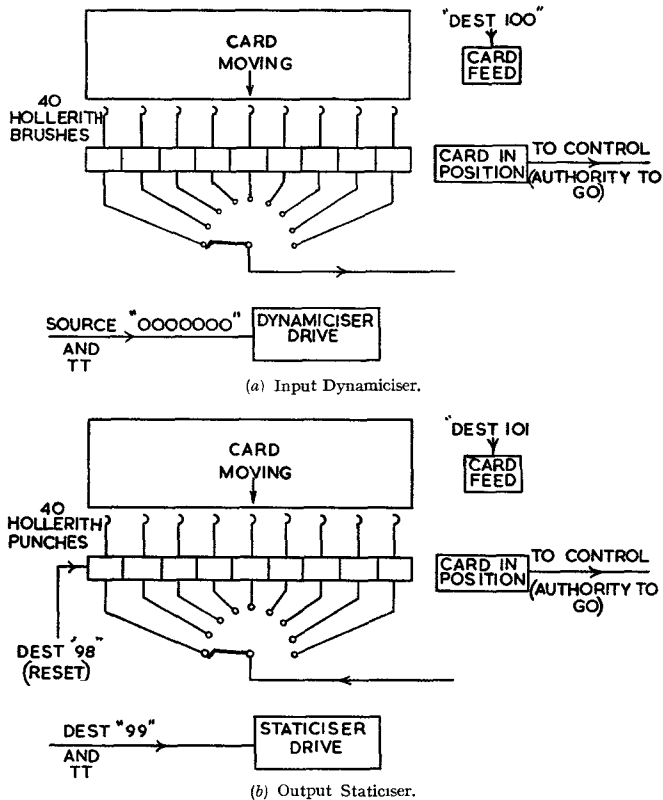 CARD
MOVING
"DEST 100"
CARD
FEED
40
HOLLERITH
BRUSHES
CARD IN
POSITION
TO CONTROL
(AUTHORITY TO
GO)
SOURCE "0000000"
AND
TT
DYNAMICISER
DRIVE
(a) Input Dynamiciser.
CARD
MOVING
"DEST 101
CARD
FEED
40
HOLLERITH
PUNCHES
CARD IN
POSITION
TO CONTROL
(AUTHORITY TO
GO)
DEST "98"
(RESET)
DEST "99"
AND
TT
STATICISER
DRIVE
(b) Output Staticiser.